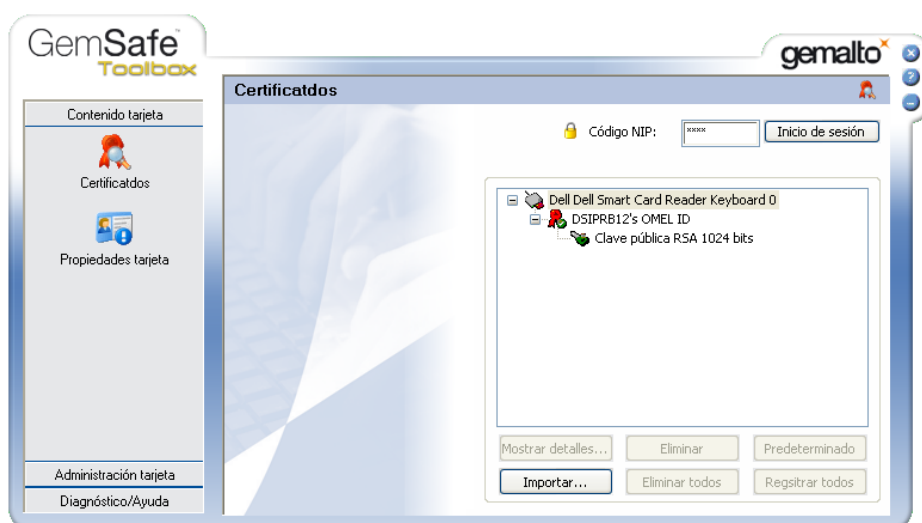 GemSafe
Toolbox
gemalto
Certificatdos
Contenido tarjeta
Certificatdos
Propiedades tarjeta
Administración tarjeta
Diagnóstico/Ayuda
Código NIP:
****
Inicio de sesión
Dell Dell Smart Card Reader Keyboard 0
DSIPRB12's OMEL ID
Clave pública RSA 1024 bits
Mostrar detalles...
Eliminar
Predeterminado
Importar...
Eliminar todos
Regsitrar todos